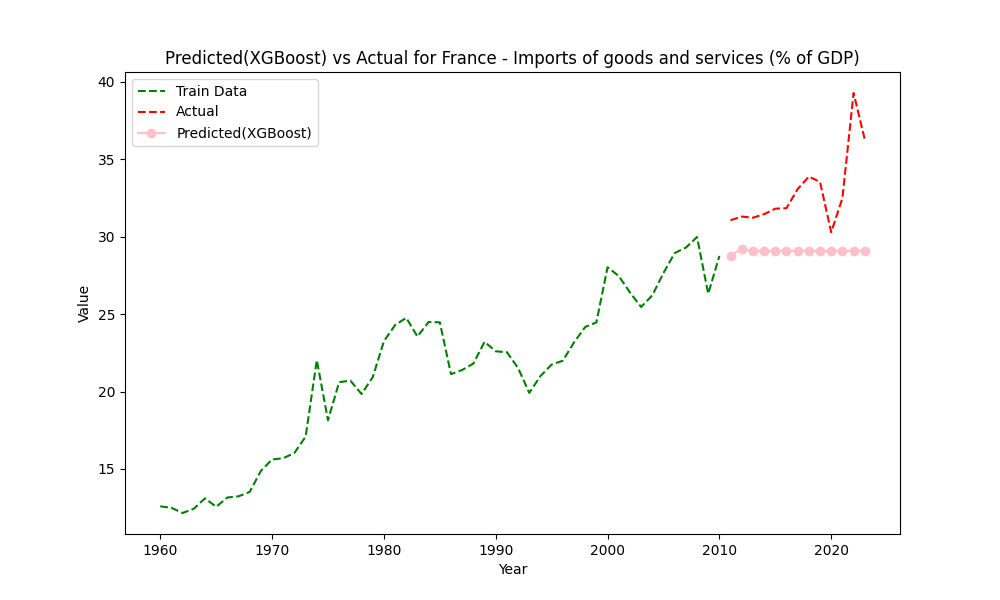 Predicted(XGBoost) vs Actual for France - Imports of goods and services (% of GDP)
Train Data
Actual
Predicted(XGBoost)
Value
40
35
30
25
20
15
1960 1970 1980 1990 2000 2010 2020
Year